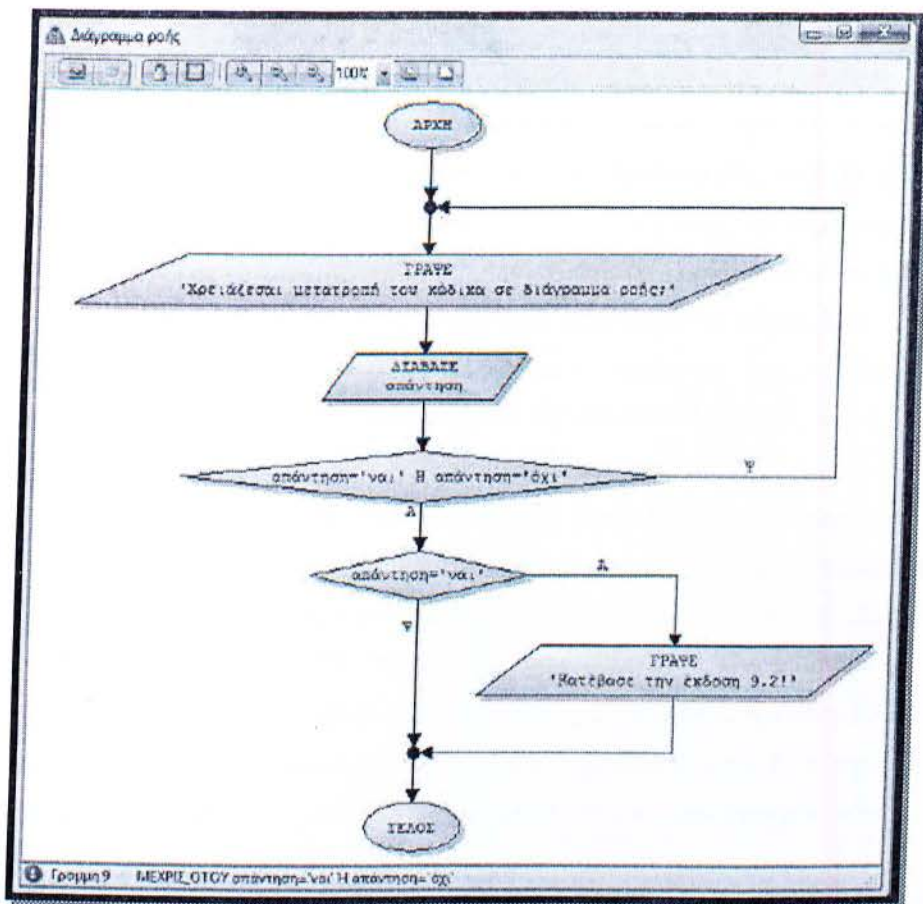 Διάγραμμα ροής
100%
ΑΡΧΗ
ΓΡΑΨΕ
'Χρειάζεσαι μετατροπή του κώδικα σε διάγραμμα ροής;'
ΔΙΑΒΑΣΕ
απάντηση
απάντηση='ναι' Η απάντηση='όχι'
Ψ
Α
απάντηση='ναι'
Α
Ψ
ΓΡΑΨΕ
'Κατέβασε την έκδοση 9.2!'
ΤΕΛΟΣ
Γραμμη 9 ΜΕΧΡΙΣ_ΟΤΟΥ απάντηση='ναι' Η απάντηση='όχι'